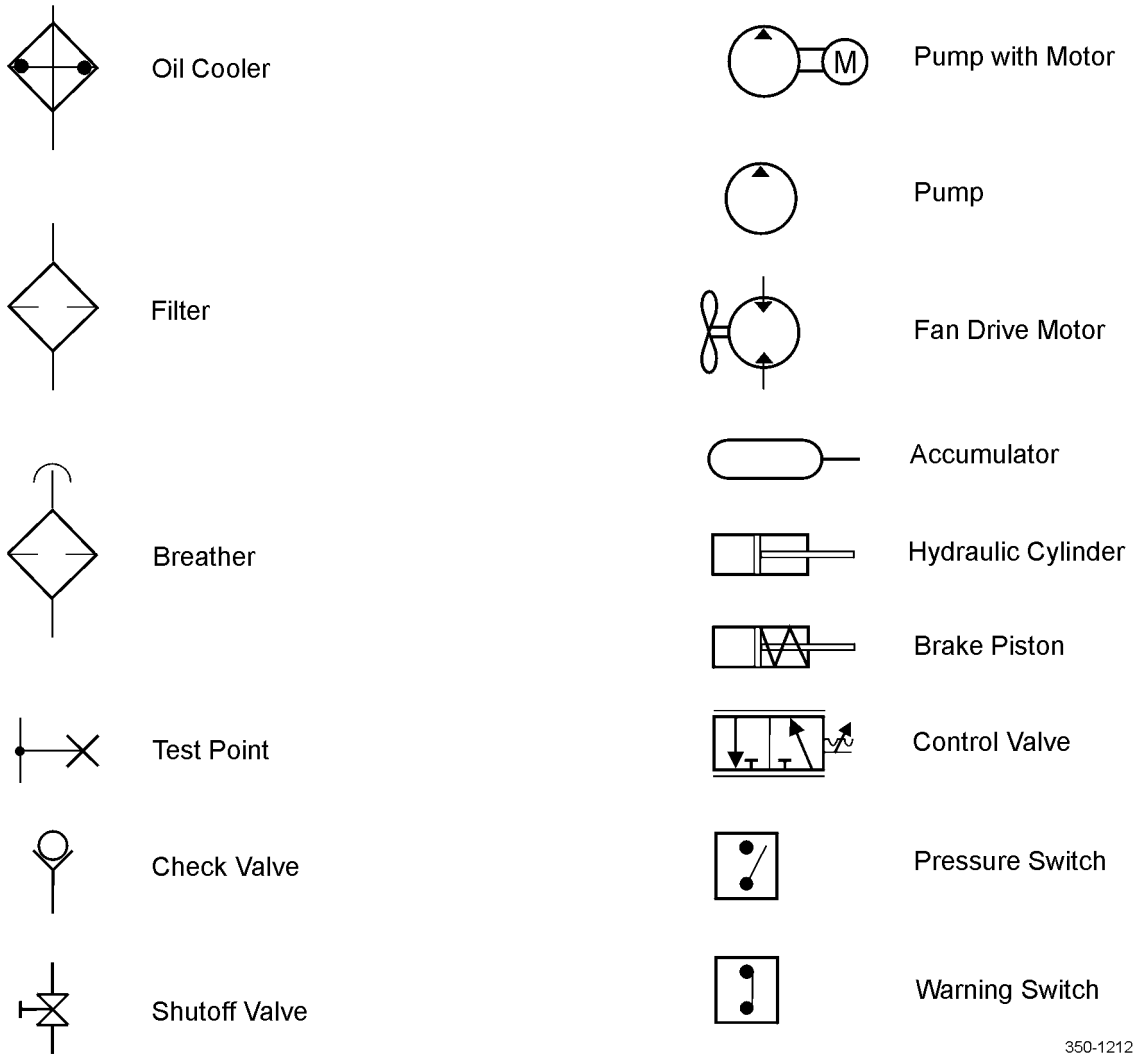 Oil Cooler
Filter
Breather
Test Point
Check Valve
Shutoff Valve
M
Pump with Motor
Pump
Fan Drive Motor
Accumulator
Hydraulic Cylinder
Brake Piston
Control Valve
Pressure Switch
Warning Switch
350-1212